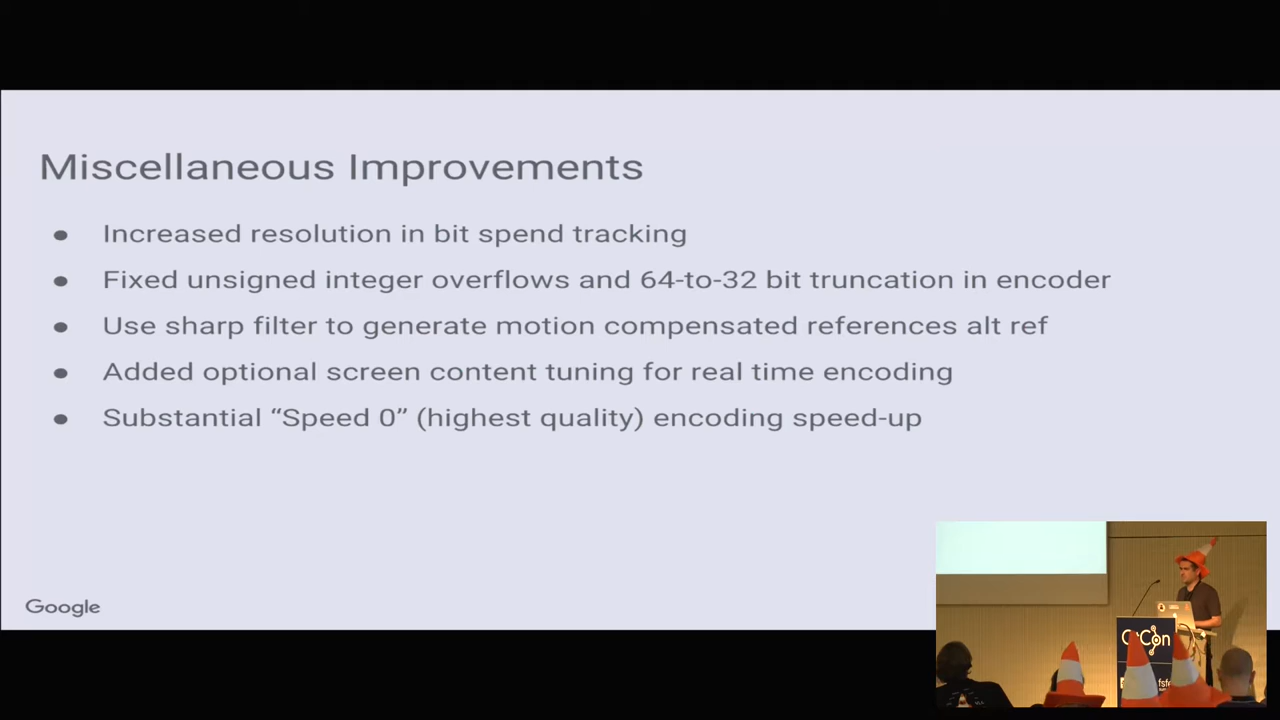 Miscellaneous Improvements
● Increased resolution in bit spend tracking
● Fixed unsigned integer overflows and 64-to-32 bit truncation in encoder
● Use sharp filter to generate motion compensated references alt ref
● Added optional screen content tuning for real time encoding
● Substantial “Speed 0” (highest quality) encoding speed-up
Google